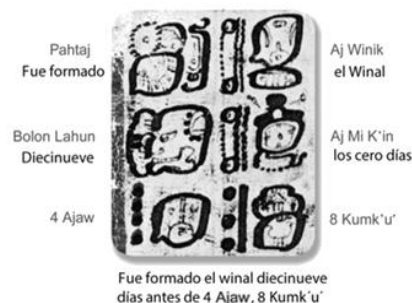 Pahtaj
Fue formado
Aj Winik
el Winal
Bolon Lahun
Diecinueve
Aj Mi K'in
los cero días
4 Ajaw
8 Kumk'u'
Fue formado el winal diecinueve
días antes de 4 Ajaw, 8 Kumk´u´